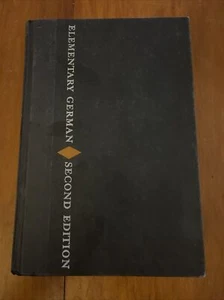 ELEMENTARY GERMAN ◆ SECOND EDITION